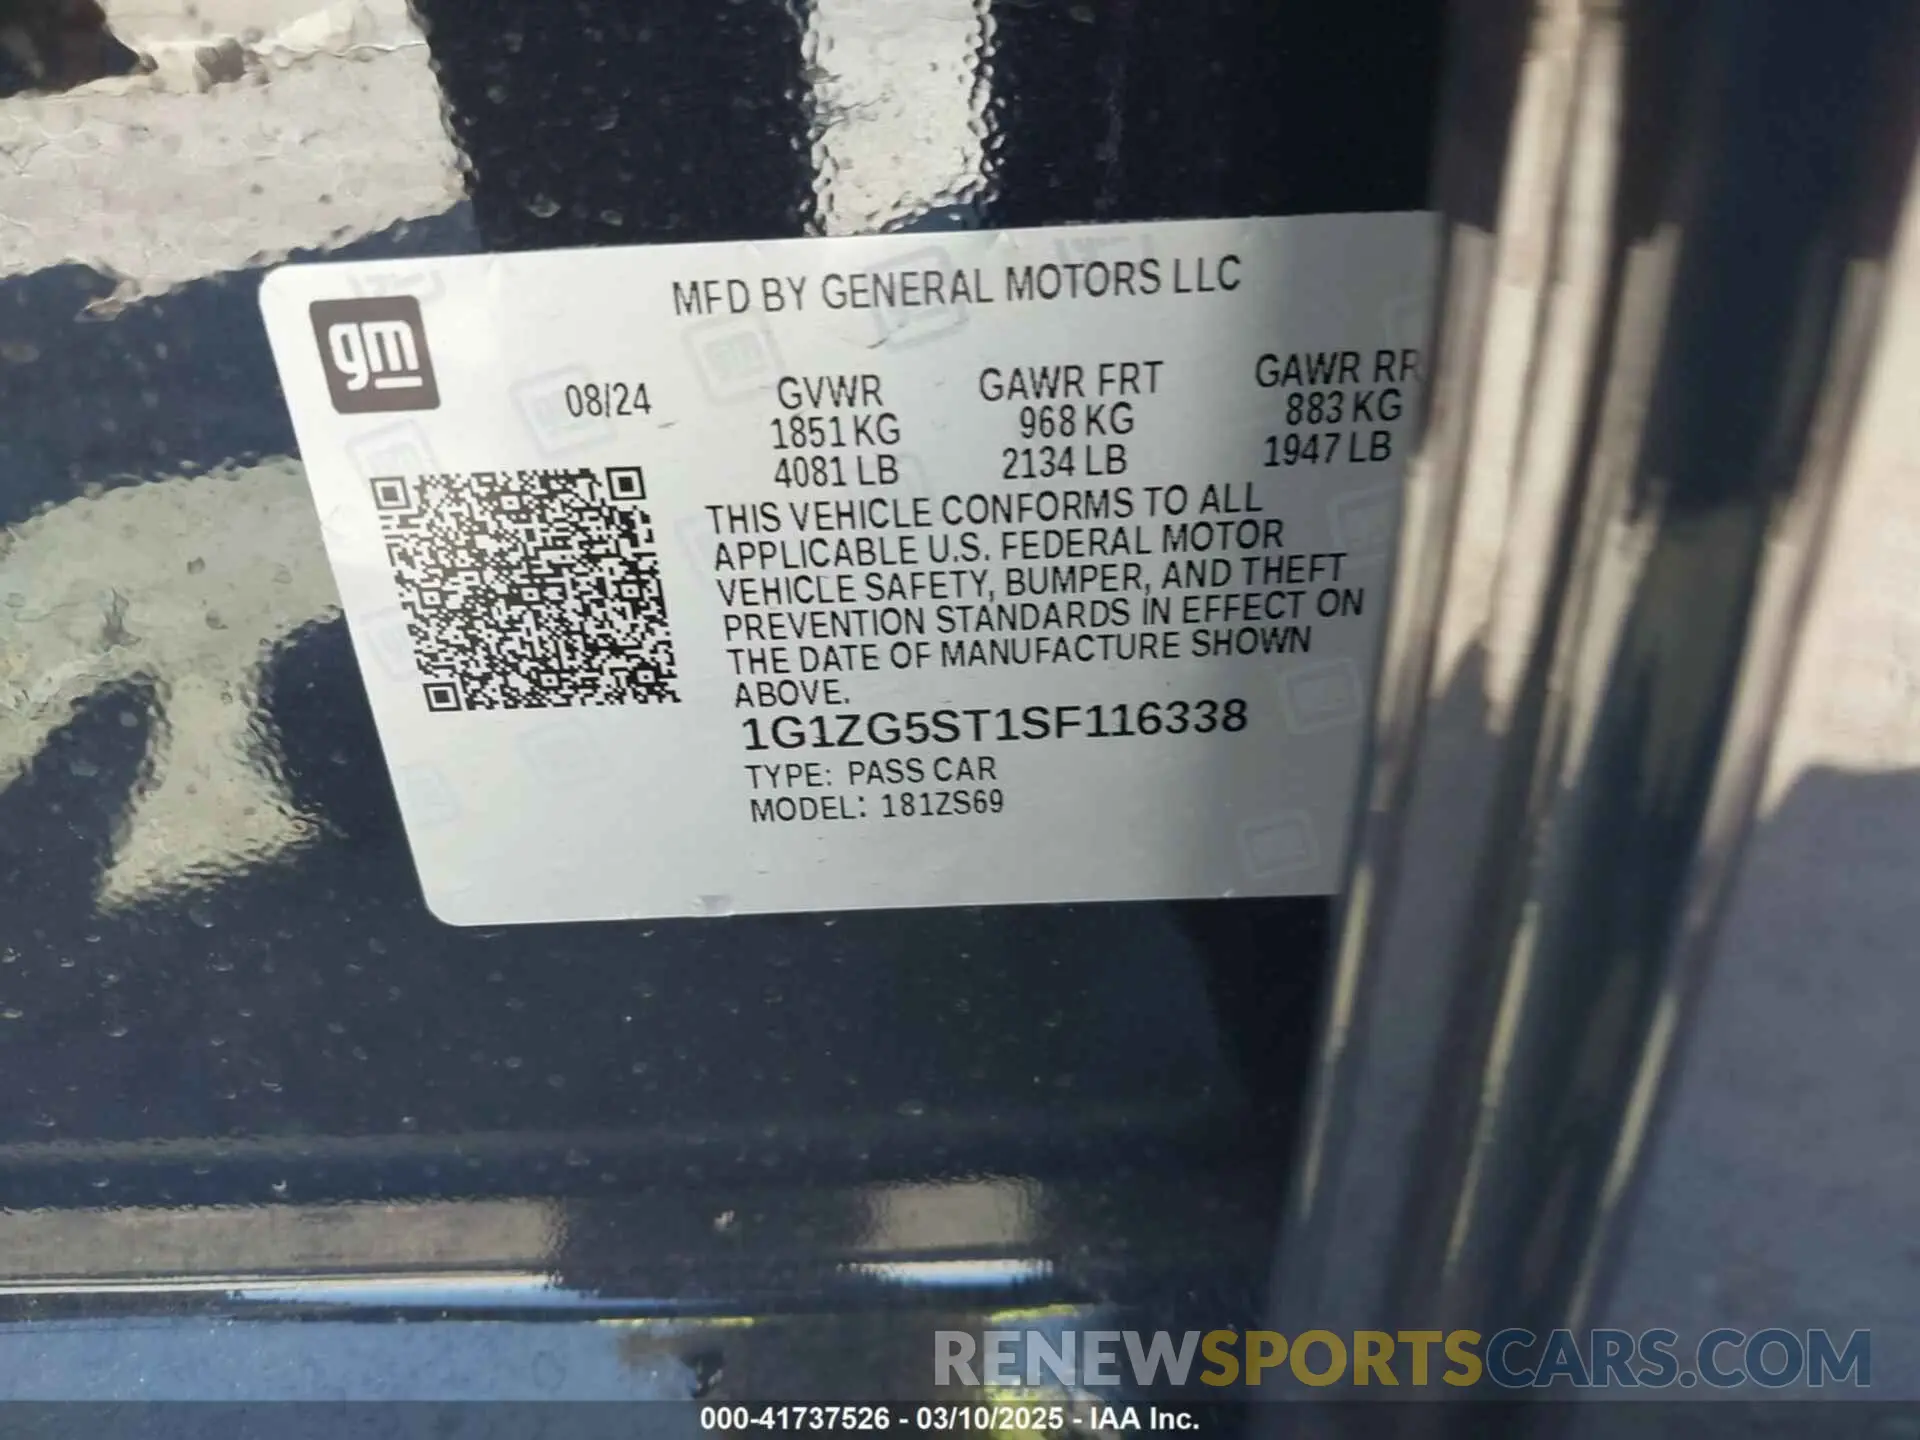 MFD BY GENERAL MOTORS LLC
gm
08/24 GVWR GAWR FRT GAWR RR
1851 KG 968 KG 883 KG
4081 LB 2134 LB 1947 LB
THIS VEHICLE CONFORMS TO ALL
APPLICABLE U.S. FEDERAL MOTOR
VEHICLE SAFETY, BUMPER, AND THEFT
PREVENTION STANDARDS IN EFFECT ON
THE DATE OF MANUFACTURE SHOWN
ABOVE.
1G1ZG5ST1SF116338
TYPE: PASS CAR
MODEL: 181ZS69
RENEWSPORTSCARS.COM
000-41737526 - 03/10/2025 - IAA Inc.